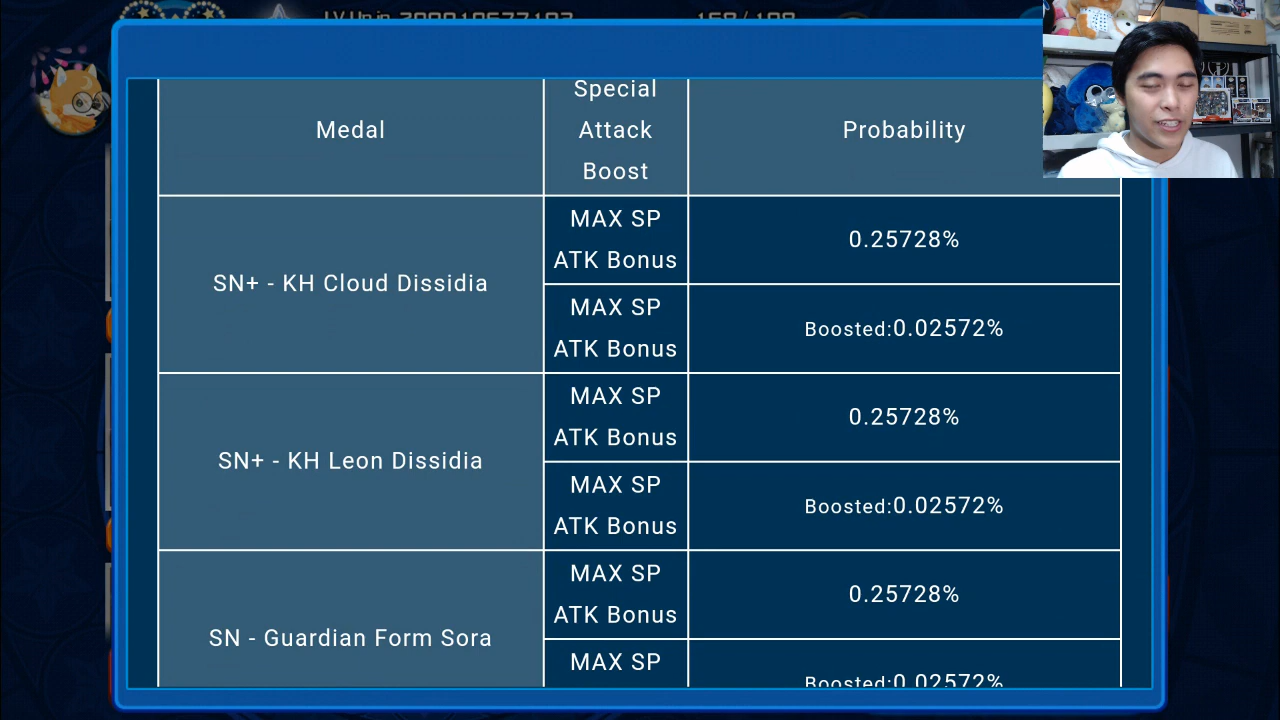 Medal
Special
Attack
Boost
Probability
SN+ - KH Cloud Dissidia
MAX SP
ATK Bonus
0.25728%
MAX SP
ATK Bonus
Boosted:0.02572%
SN+ - KH Leon Dissidia
MAX SP
ATK Bonus
0.25728%
MAX SP
ATK Bonus
Boosted:0.02572%
SN - Guardian Form Sora
MAX SP
ATK Bonus
0.25728%
MAX SP
Boosted:0.02572%